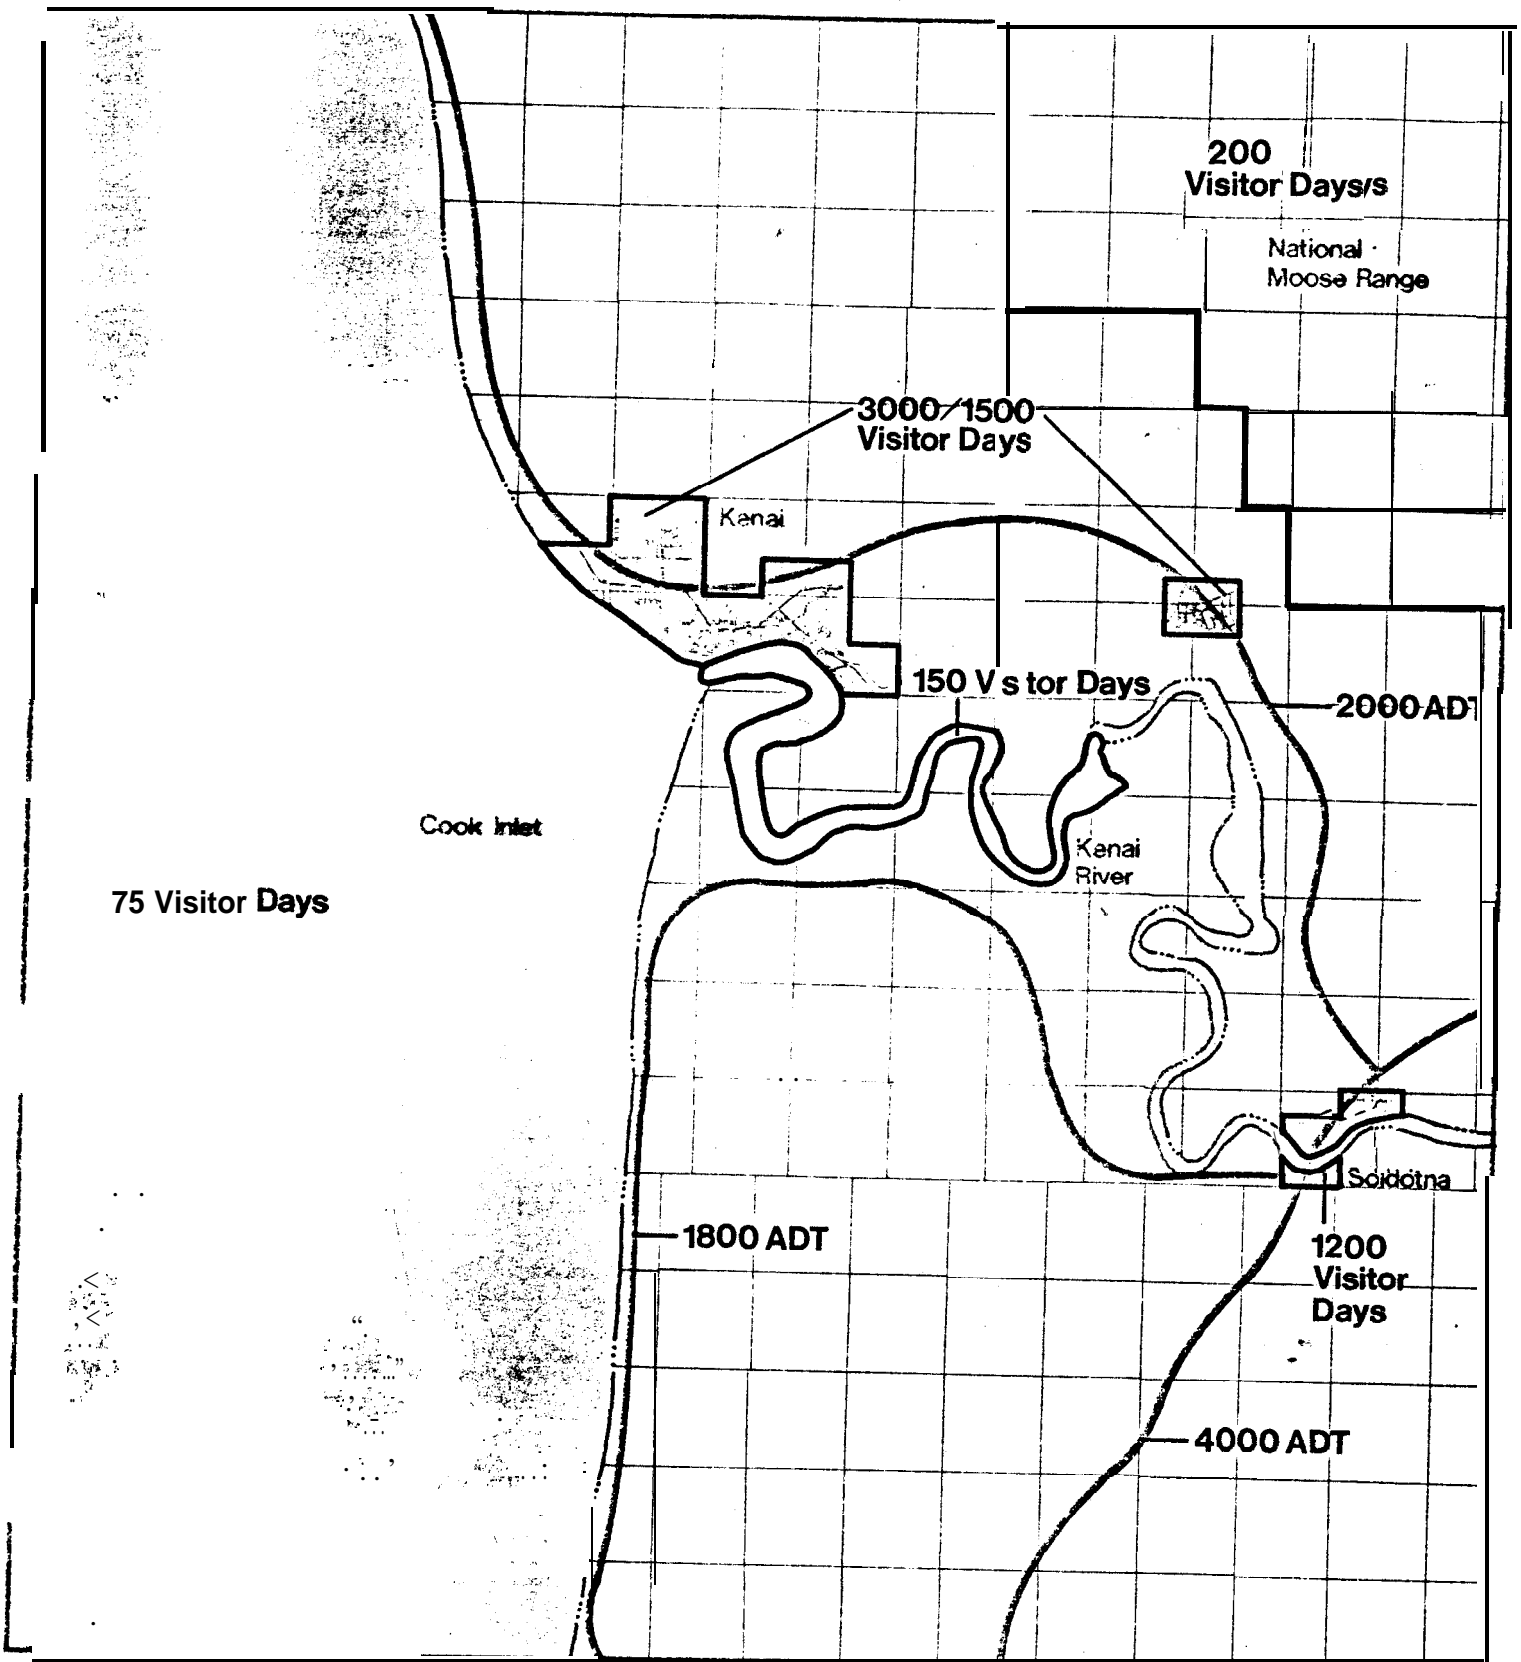 200
Visitor Days/s
National
Moose Range
3000/1500
Visitor Days
Kenai
150 V s tor Days
2000 ADT
Cook Inlet
Kenai
River
75 Visitor Days
Soldotna
1800 ADT
1200
Visitor
Days
4000 ADT